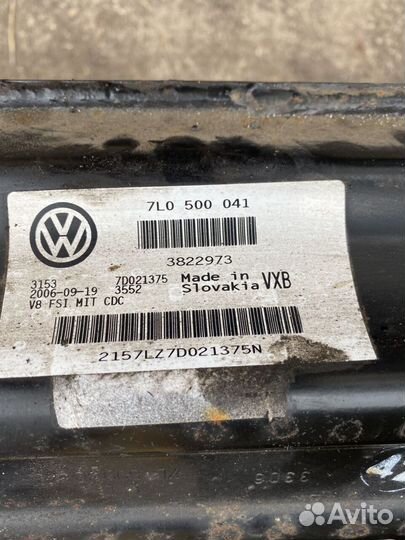 7L0 500 041
3822973
3153 7D021375 Made in VXB
2006-09-19 3552 Slovakia
V8 FSI MIT CDC
2157LZ7D021375N
3306
Avito